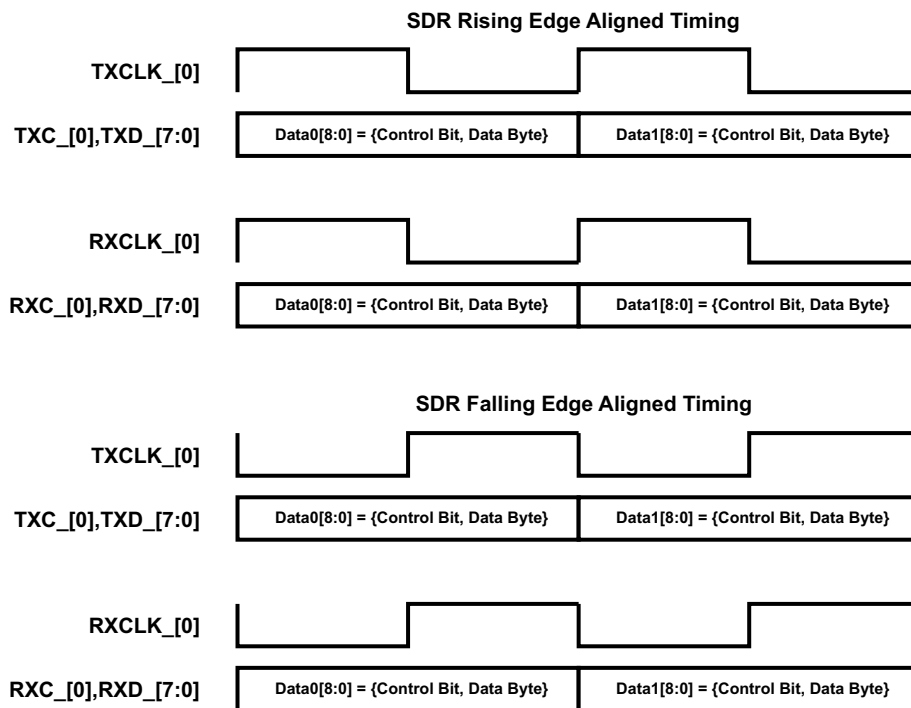 SDR Rising Edge Aligned Timing
TXCLK_[0]
TXC_[0],TXD_[7:0] Data0[8:0] = {Control Bit, Data Byte} Data1[8:0] = {Control Bit, Data Byte}
RXCLK_[0]
RXC_[0],RXD_[7:0] Data0[8:0] = {Control Bit, Data Byte} Data1[8:0] = {Control Bit, Data Byte}
SDR Falling Edge Aligned Timing
TXCLK_[0]
TXC_[0],TXD_[7:0] Data0[8:0] = {Control Bit, Data Byte} Data1[8:0] = {Control Bit, Data Byte}
RXCLK_[0]
RXC_[0],RXD_[7:0] Data0[8:0] = {Control Bit, Data Byte} Data1[8:0] = {Control Bit, Data Byte}